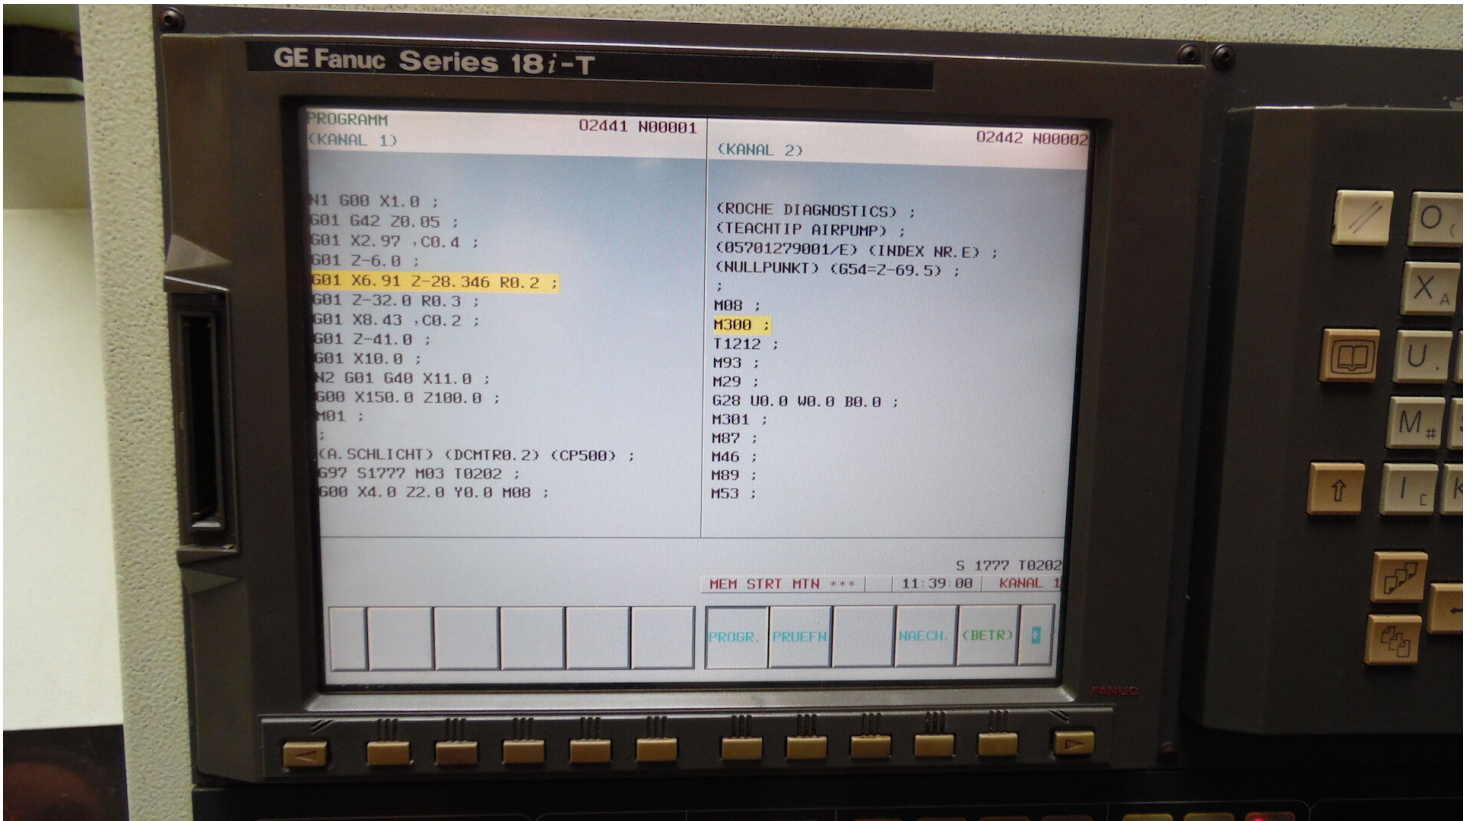 GE Fanuc Series 18i-T
PROGRAMM
O2441 N00001
(KANAL 1)
N1 G00 X1.0 ;
G01 G42 Z0.05 ;
G01 X2.97 ,C0.4 ;
G01 Z-6.0 ;
G01 X6.91 Z-28.346 R0.2 ;
G01 Z-32.0 R0.3 ;
G01 X8.43 ,C0.2 ;
G01 Z-41.0 ;
G01 X10.0 ;
N2 G01 G40 X11.0 ;
G00 X150.0 Z100.0 ;
M01 ;
;
(A.SCHLICHT) (DCMTR0.2) (CP500) ;
G97 S1777 M03 T0202 ;
G00 X4.0 Z2.0 Y0.0 M08 ;
O2442 N00002
(KANAL 2)
(ROCHE DIAGNOSTICS) ;
(TEACHTIP AIRPUMP) ;
(05701279001/E) (INDEX NR.E) ;
(NULLPUNKT) (G54=Z-69.5) ;
;
M08 ;
M300 ;
T1212 ;
M93 ;
M29 ;
G28 U0.0 W0.0 B0.0 ;
M301 ;
M87 ;
M46 ;
M89 ;
M53 ;
S 1777 T0202
MEM STRT MTN *** 11:39:00 KANAL 1
PROGR. PRUEFN NAECH. (BETR) +
FANUC
O (
X A
U ,
M #
I C
K